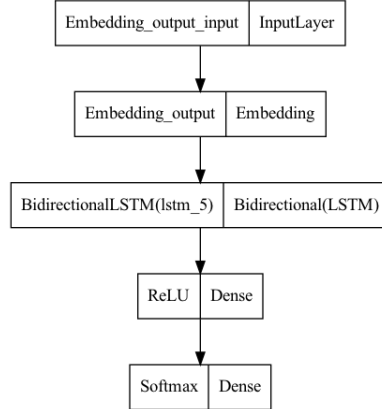 Embedding_output_input InputLayer
Embedding_output Embedding
BidirectionalLSTM(lstm_5) Bidirectional(LSTM)
ReLU Dense
Softmax Dense